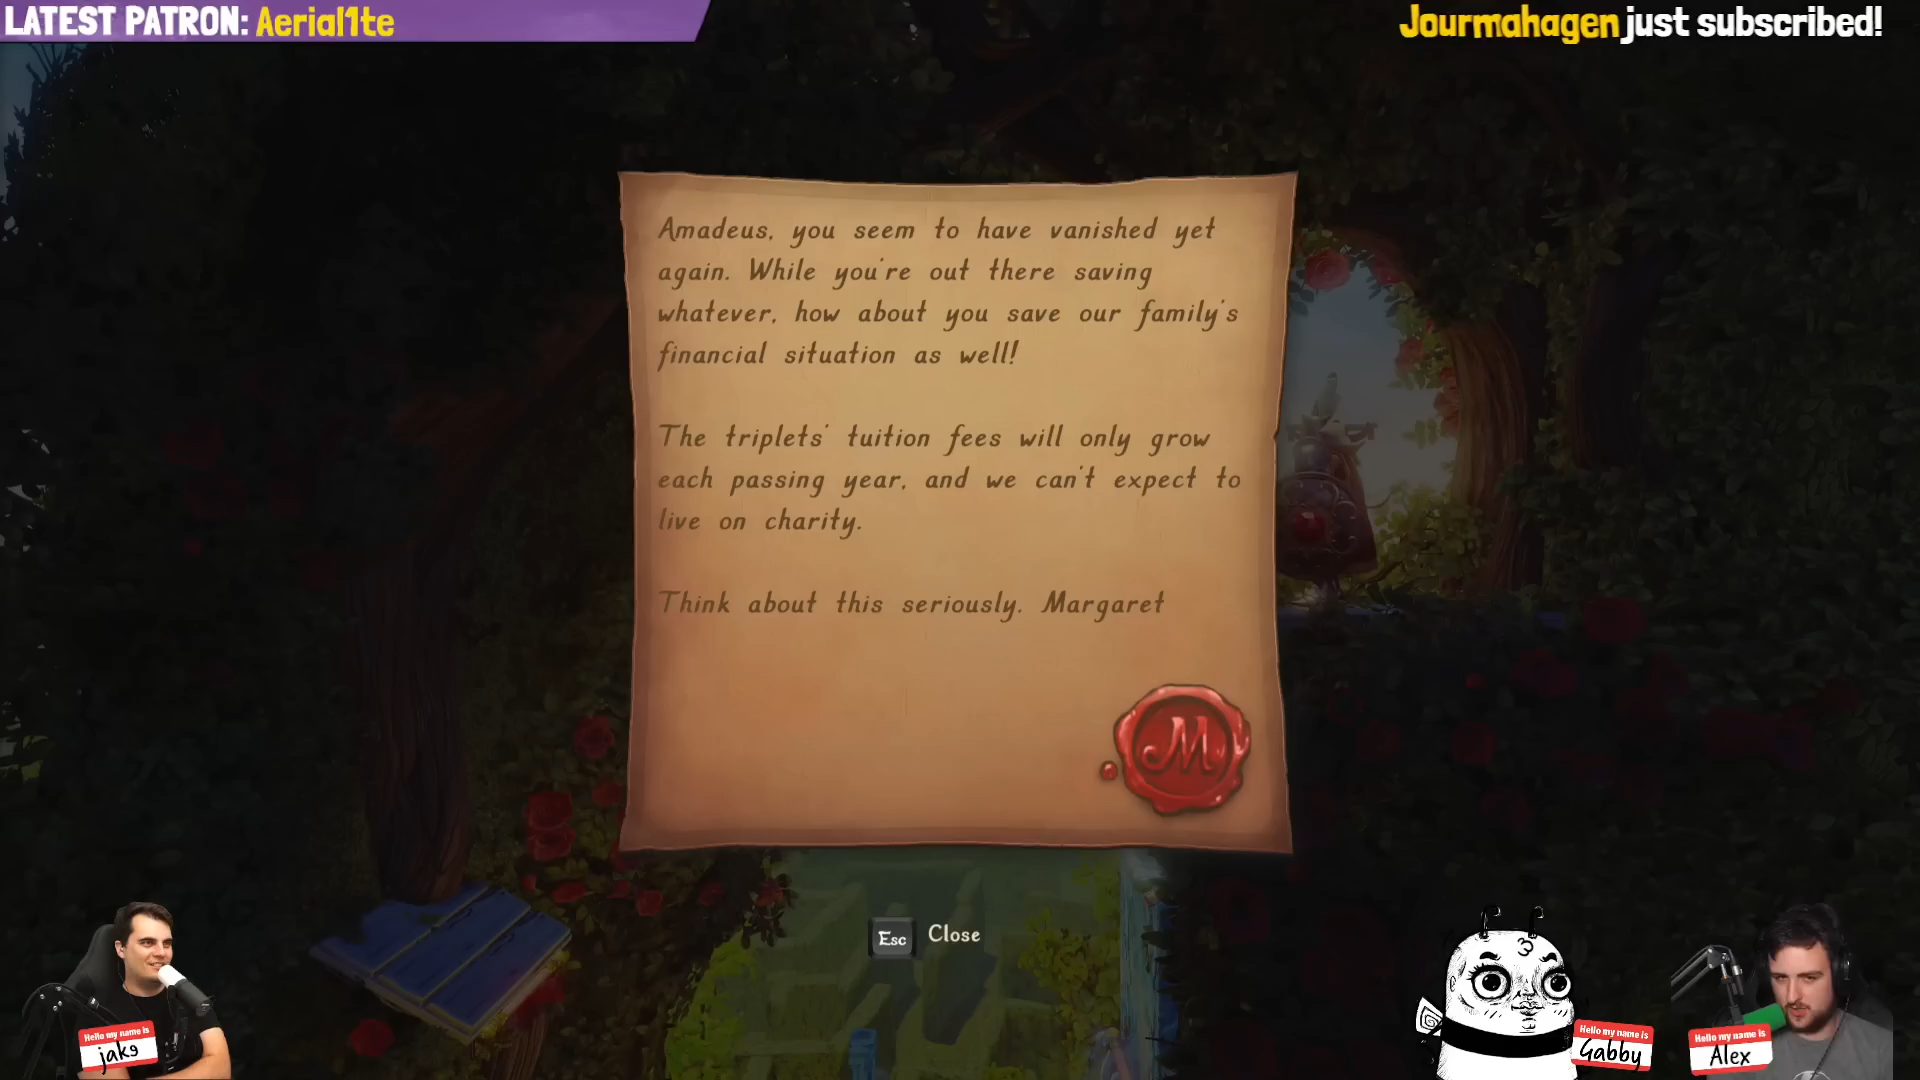 LATEST PATRON: Aerial1te
Jourmahagen just subscribed!
Amadeus, you seem to have vanished yet
again. While you're out there saving
whatever, how about you save our family's
financial situation as well!
The triplets' tuition fees will only grow
each passing year, and we can't expect to
live on charity.
Think about this seriously. Margaret
M
Esc Close
Hello my name is
jake
Hello my name is
Gabby
Hello my name is
Alex